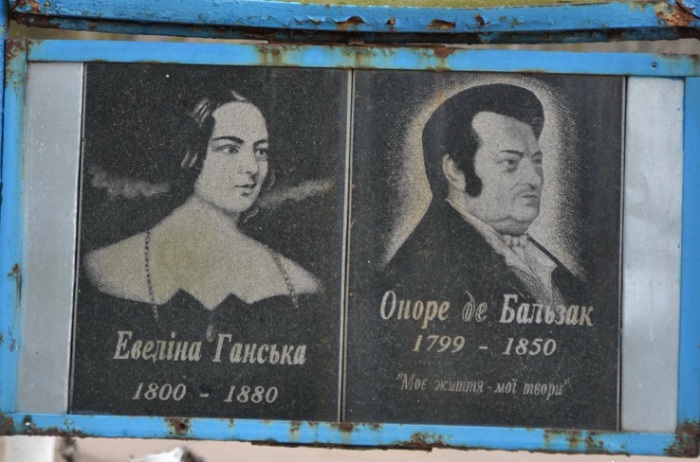 Евеліна Ганська
1800 - 1880
Оноре де Бальзак
1799 - 1850
"Моє життя - мої твори"